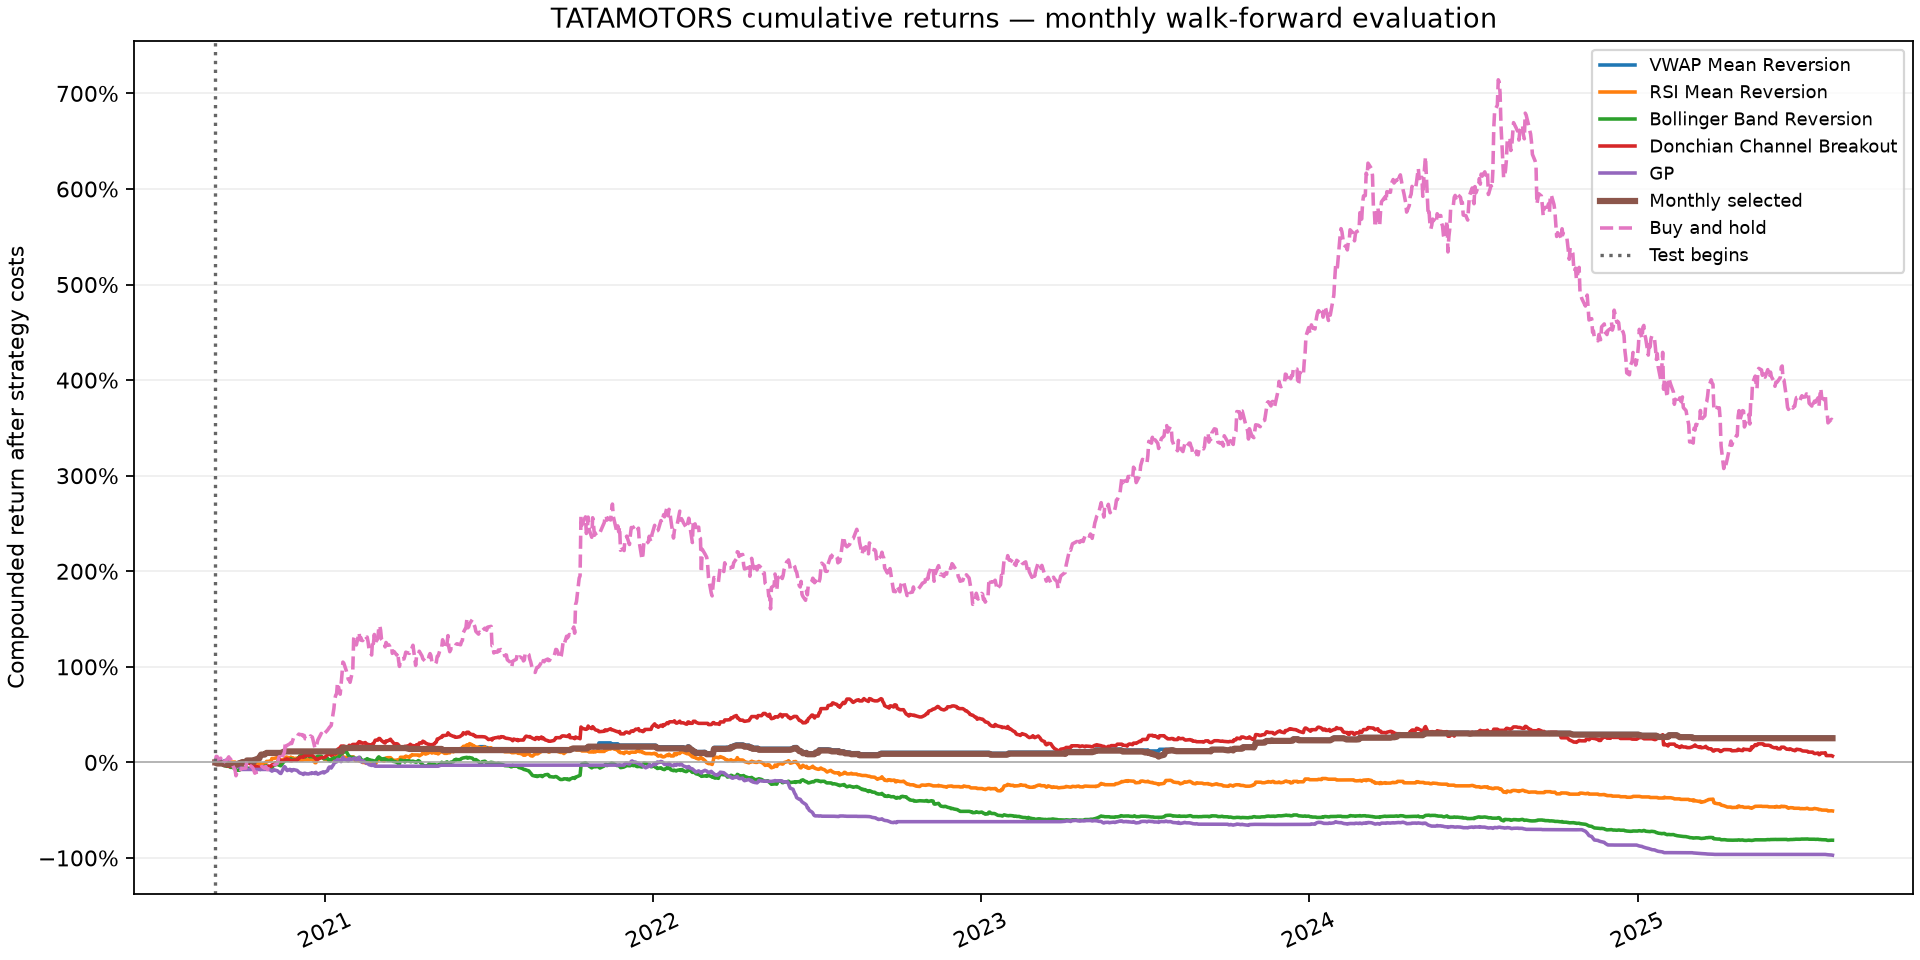 TATAMOTORS cumulative returns — monthly walk-forward evaluation
Compounded return after strategy costs
700%
600%
500%
400%
300%
200%
100%
0%
−100%
2021
2022
2023
2024
2025
VWAP Mean Reversion
RSI Mean Reversion
Bollinger Band Reversion
Donchian Channel Breakout
GP
Monthly selected
Buy and hold
Test begins